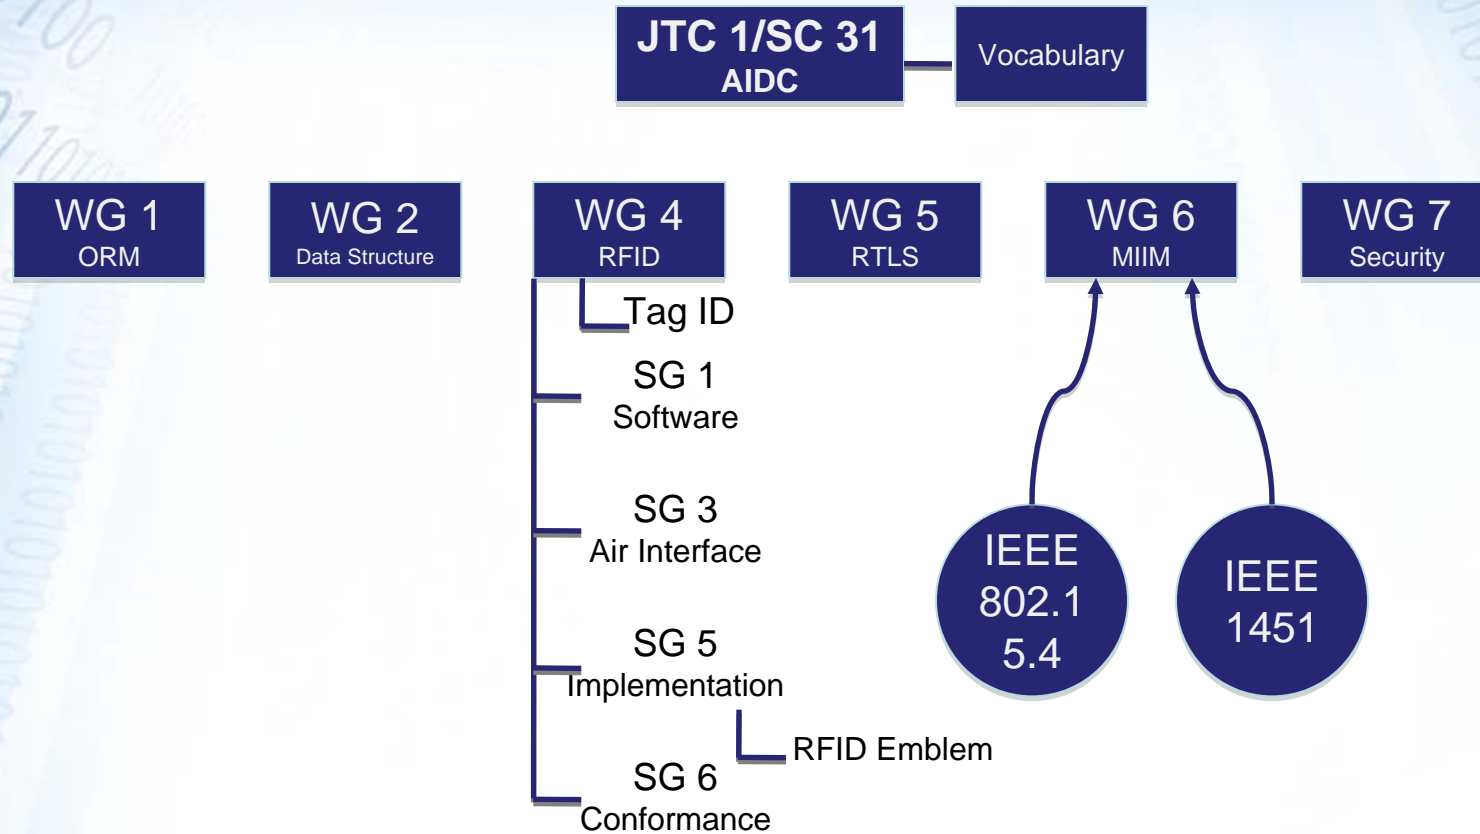 JTC 1/SC 31
AIDC
Vocabulary
WG 1
ORM
WG 2
Data Structure
WG 4
RFID
WG 5
RTLS
WG 6
MIIM
WG 7
Security
Tag ID
SG 1
Software
SG 3
Air Interface
SG 5
Implementation
RFID Emblem
SG 6
Conformance
IEEE
802.1
5.4
IEEE
1451